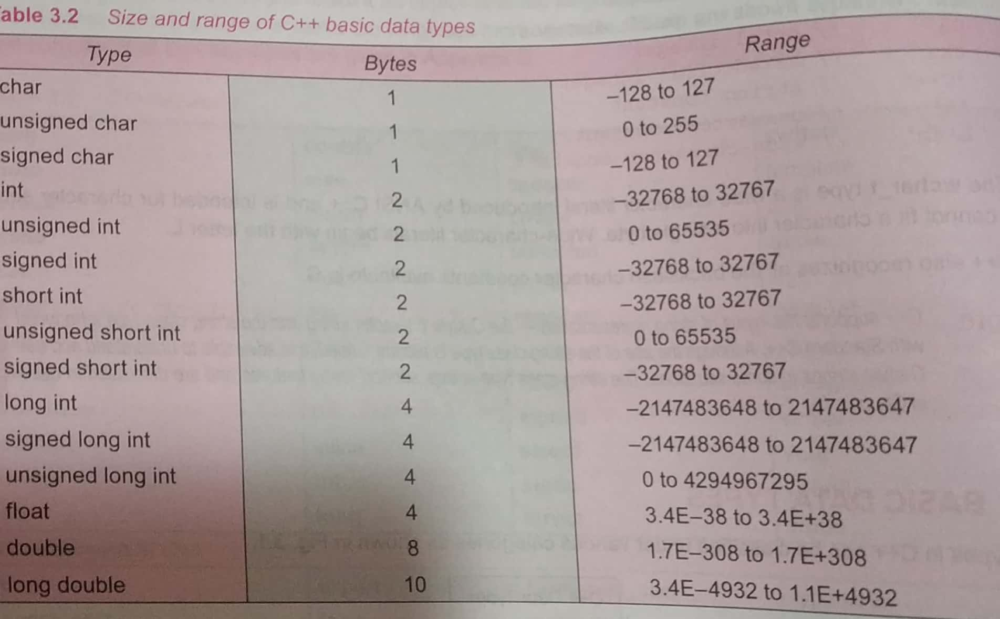 able 3.2 Size and range of C++ basic data types
Type Bytes Range
char 1 –128 to 127
unsigned char 1 0 to 255
signed char 1 –128 to 127
int 2 –32768 to 32767
unsigned int 2 0 to 65535
signed int 2 –32768 to 32767
short int 2 –32768 to 32767
unsigned short int 2 0 to 65535
signed short int 2 –32768 to 32767
long int 4 –2147483648 to 2147483647
signed long int 4 –2147483648 to 2147483647
unsigned long int 4 0 to 4294967295
float 4 3.4E–38 to 3.4E+38
double 8 1.7E–308 to 1.7E+308
long double 10 3.4E–4932 to 1.1E+4932